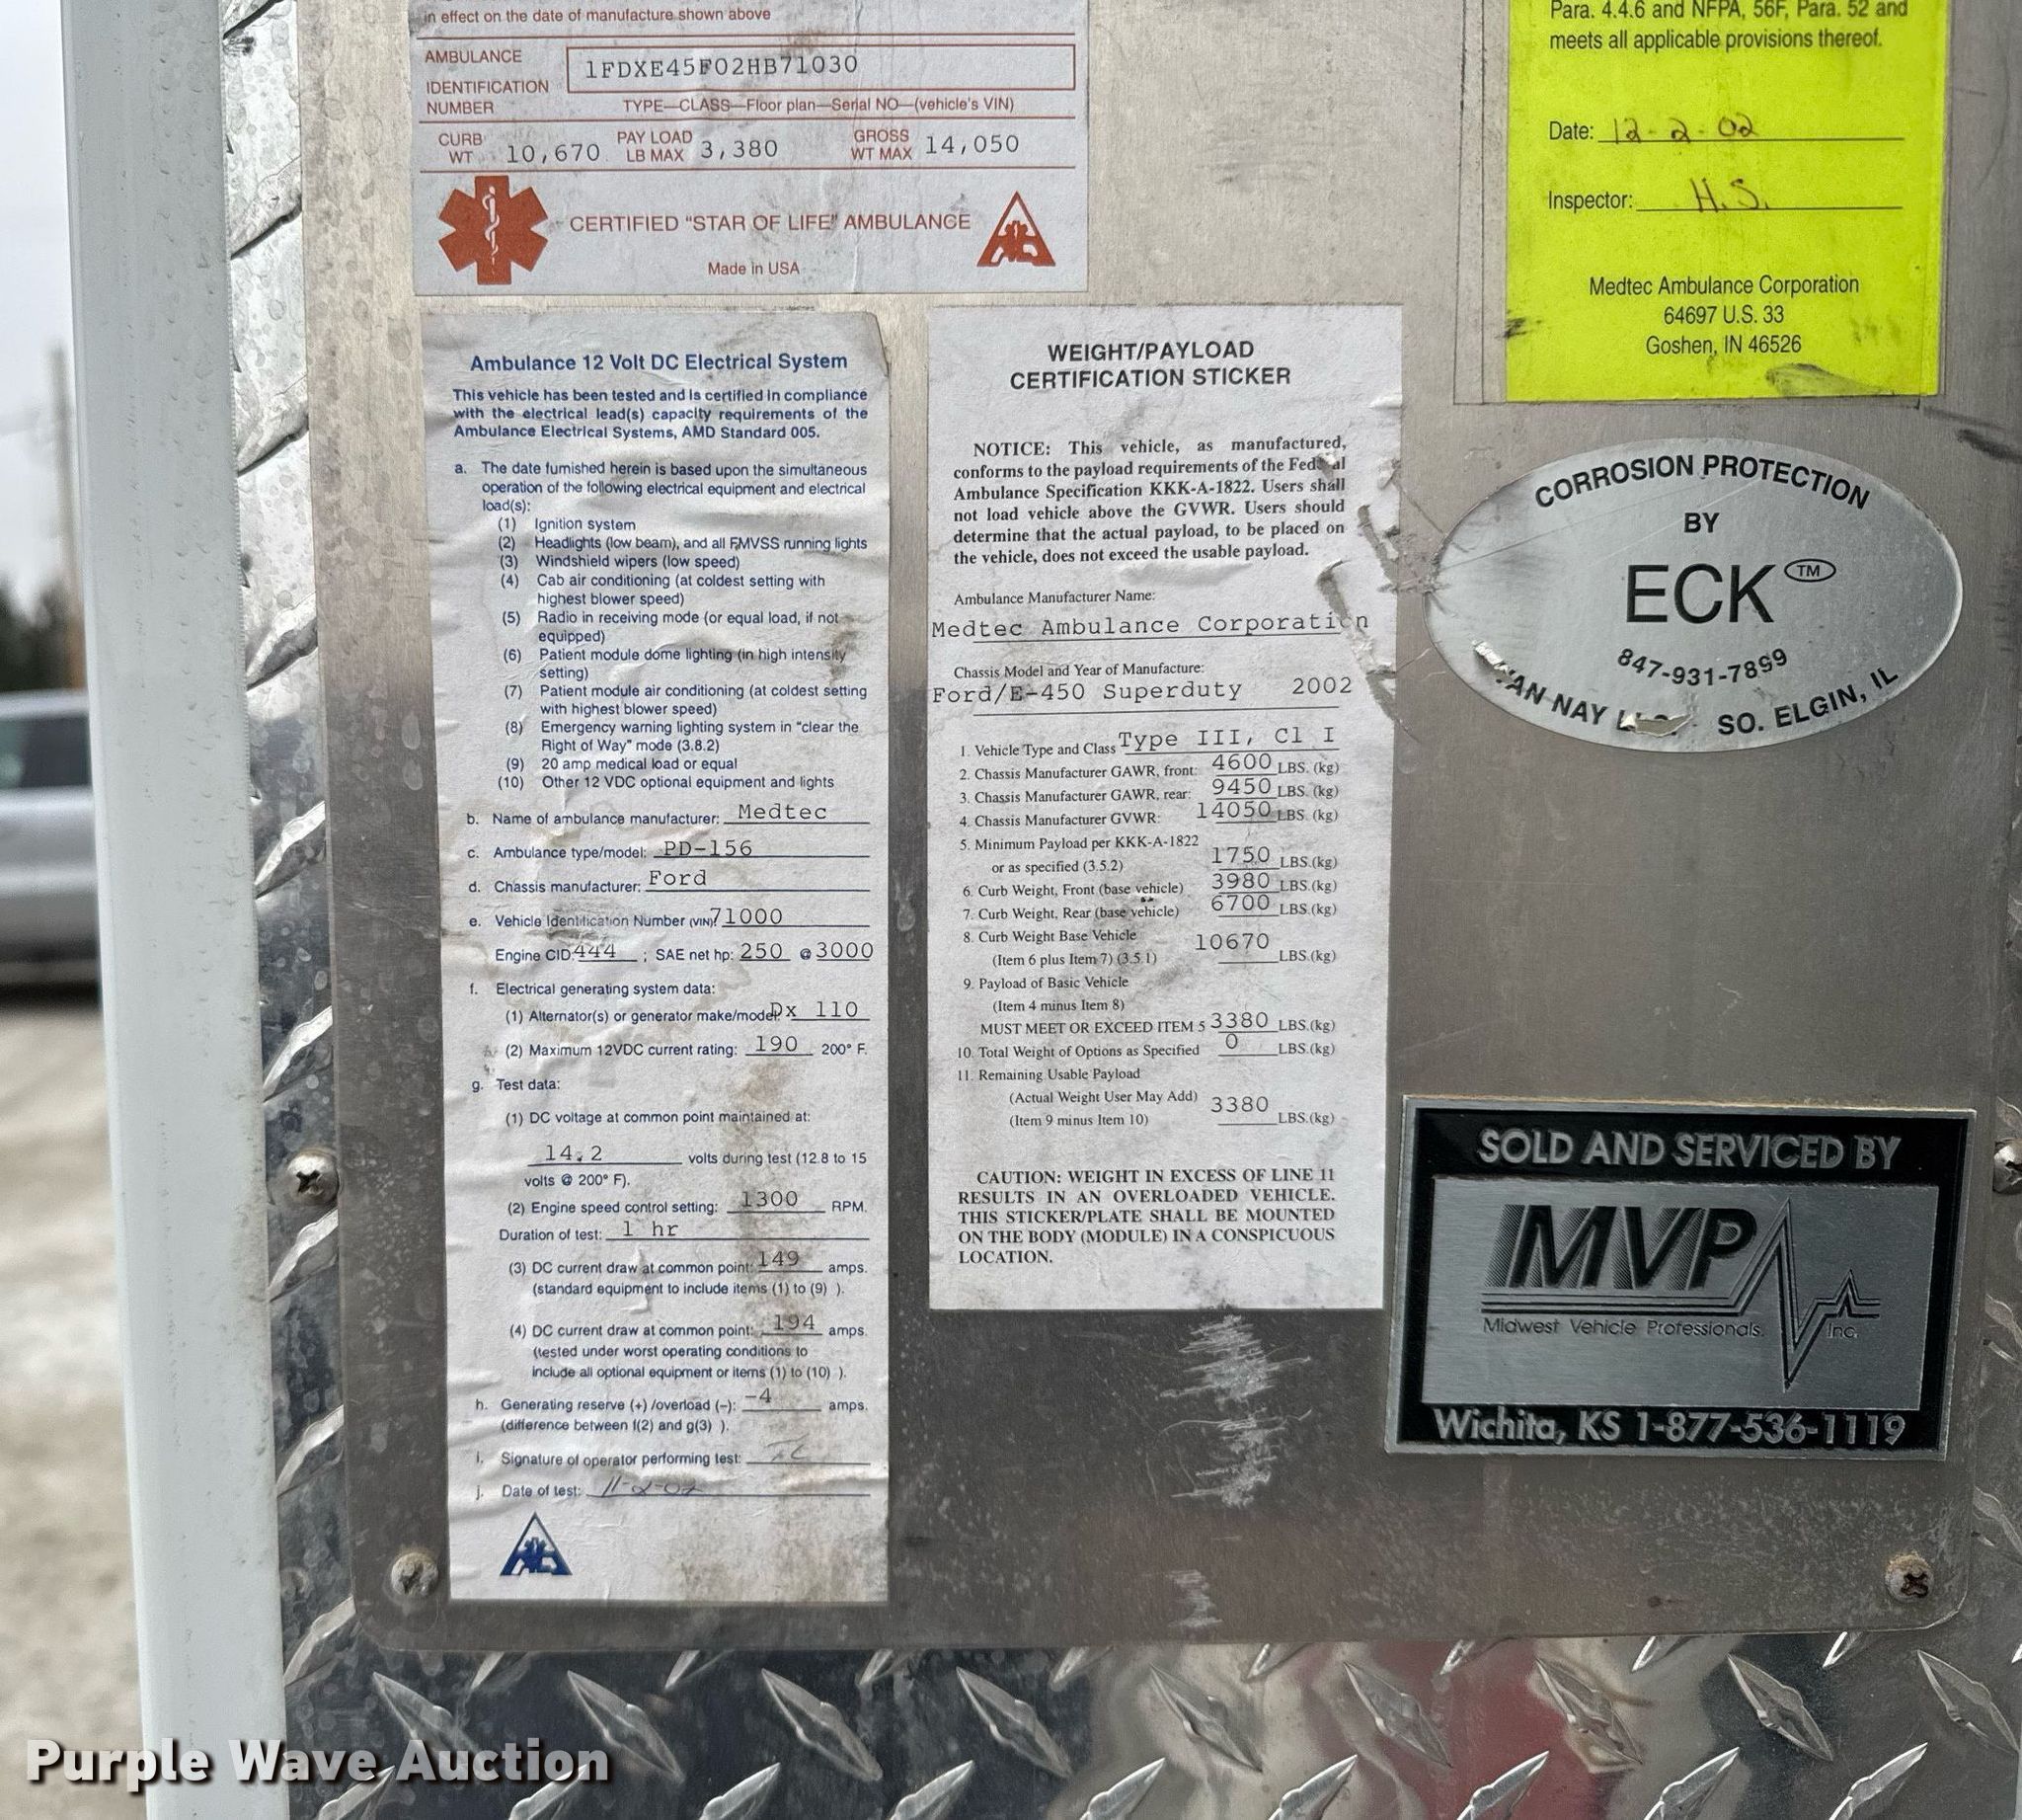 in effect on the date of manufacture shown above
AMBULANCE
IDENTIFICATION
NUMBER
1FDXE45F02HB71030
TYPE—CLASS—Floor plan—Serial NO—(vehicle's VIN)
CURB WT 10,670 PAY LOAD LB MAX 3,380 GROSS WT MAX 14,050
CERTIFIED "STAR OF LIFE" AMBULANCE
Made in USA
Para. 4.4.6 and NFPA, 56F, Para. 52 and
meets all applicable provisions thereof.
Date: 12-2-02
Inspector: H.S.
Medtec Ambulance Corporation
64697 U.S. 33
Goshen, IN 46526
Ambulance 12 Volt DC Electrical System
This vehicle has been tested and is certified in compliance
with the electrical lead(s) capacity requirements of the
Ambulance Electrical Systems, AMD Standard 005.
a. The date furnished herein is based upon the simultaneous
operation of the following electrical equipment and electrical
load(s):
(1) Ignition system
(2) Headlights (low beam), and all FMVSS running lights
(3) Windshield wipers (low speed)
(4) Cab air conditioning (at coldest setting with
highest blower speed)
(5) Radio in receiving mode (or equal load, if not
equipped)
(6) Patient module dome lighting (in high intensity
setting)
(7) Patient module air conditioning (at coldest setting
with highest blower speed)
(8) Emergency warning lighting system in "clear the
Right of Way" mode (3.8.2)
(9) 20 amp medical load or equal
(10) Other 12 VDC optional equipment and lights
b. Name of ambulance manufacturer: Medtec
c. Ambulance type/model: PD-156
d. Chassis manufacturer: Ford
e. Vehicle Identification Number (VIN): 71000
Engine CID: 444 ; SAE net hp: 250 @ 3000
f. Electrical generating system data:
(1) Alternator(s) or generator make/model: Dx 110
(2) Maximum 12VDC current rating: 190 200° F.
g. Test data:
(1) DC voltage at common point maintained at:
14.2 volts during test (12.8 to 15
volts @ 200° F).
(2) Engine speed control setting: 1300 RPM.
Duration of test: 1 hr
(3) DC current draw at common point: 149 amps.
(standard equipment to include items (1) to (9) ).
(4) DC current draw at common point: 194 amps.
(tested under worst operating conditions to
include all optional equipment or items (1) to (10) ).
h. Generating reserve (+) /overload (-): -4 amps.
(difference between f(2) and g(3) ).
i. Signature of operator performing test:
j. Date of test: 11-2-02
WEIGHT/PAYLOAD
CERTIFICATION STICKER
NOTICE: This vehicle, as manufactured,
conforms to the payload requirements of the Fed al
Ambulance Specification KKK-A-1822. Users shall
not load vehicle above the GVWR. Users should
determine that the actual payload, to be placed on
the vehicle, does not exceed the usable payload.
Ambulance Manufacturer Name:
Medtec Ambulance Corporation
Chassis Model and Year of Manufacture:
Ford/E-450 Superduty 2002
1. Vehicle Type and Class Type III, Cl I
2. Chassis Manufacturer GAWR, front: 4600 LBS. (kg)
3. Chassis Manufacturer GAWR, rear: 9450 LBS. (kg)
4. Chassis Manufacturer GVWR: 14050 LBS. (kg)
5. Minimum Payload per KKK-A-1822
or as specified (3.5.2) 1750 LBS.(kg)
6. Curb Weight, Front (base vehicle) 3980 LBS.(kg)
7. Curb Weight, Rear (base vehicle) 6700 LBS.(kg)
8. Curb Weight Base Vehicle
(Item 6 plus Item 7) (3.5.1) 10670 LBS.(kg)
9. Payload of Basic Vehicle
(Item 4 minus Item 8)
MUST MEET OR EXCEED ITEM 5 3380 LBS.(kg)
10. Total Weight of Options as Specified 0 LBS.(kg)
11. Remaining Usable Payload
(Actual Weight User May Add)
(Item 9 minus Item 10) 3380 LBS.(kg)
CAUTION: WEIGHT IN EXCESS OF LINE 11
RESULTS IN AN OVERLOADED VEHICLE.
THIS STICKER/PLATE SHALL BE MOUNTED
ON THE BODY (MODULE) IN A CONSPICUOUS
LOCATION.
CORROSION PROTECTION
BY
ECK TM
847-931-7899
NAY SO. ELGIN, IL
SOLD AND SERVICED BY
MVP
Midwest Vehicle Professionals, Inc.
Wichita, KS 1-877-536-1119
Purple Wave Auction